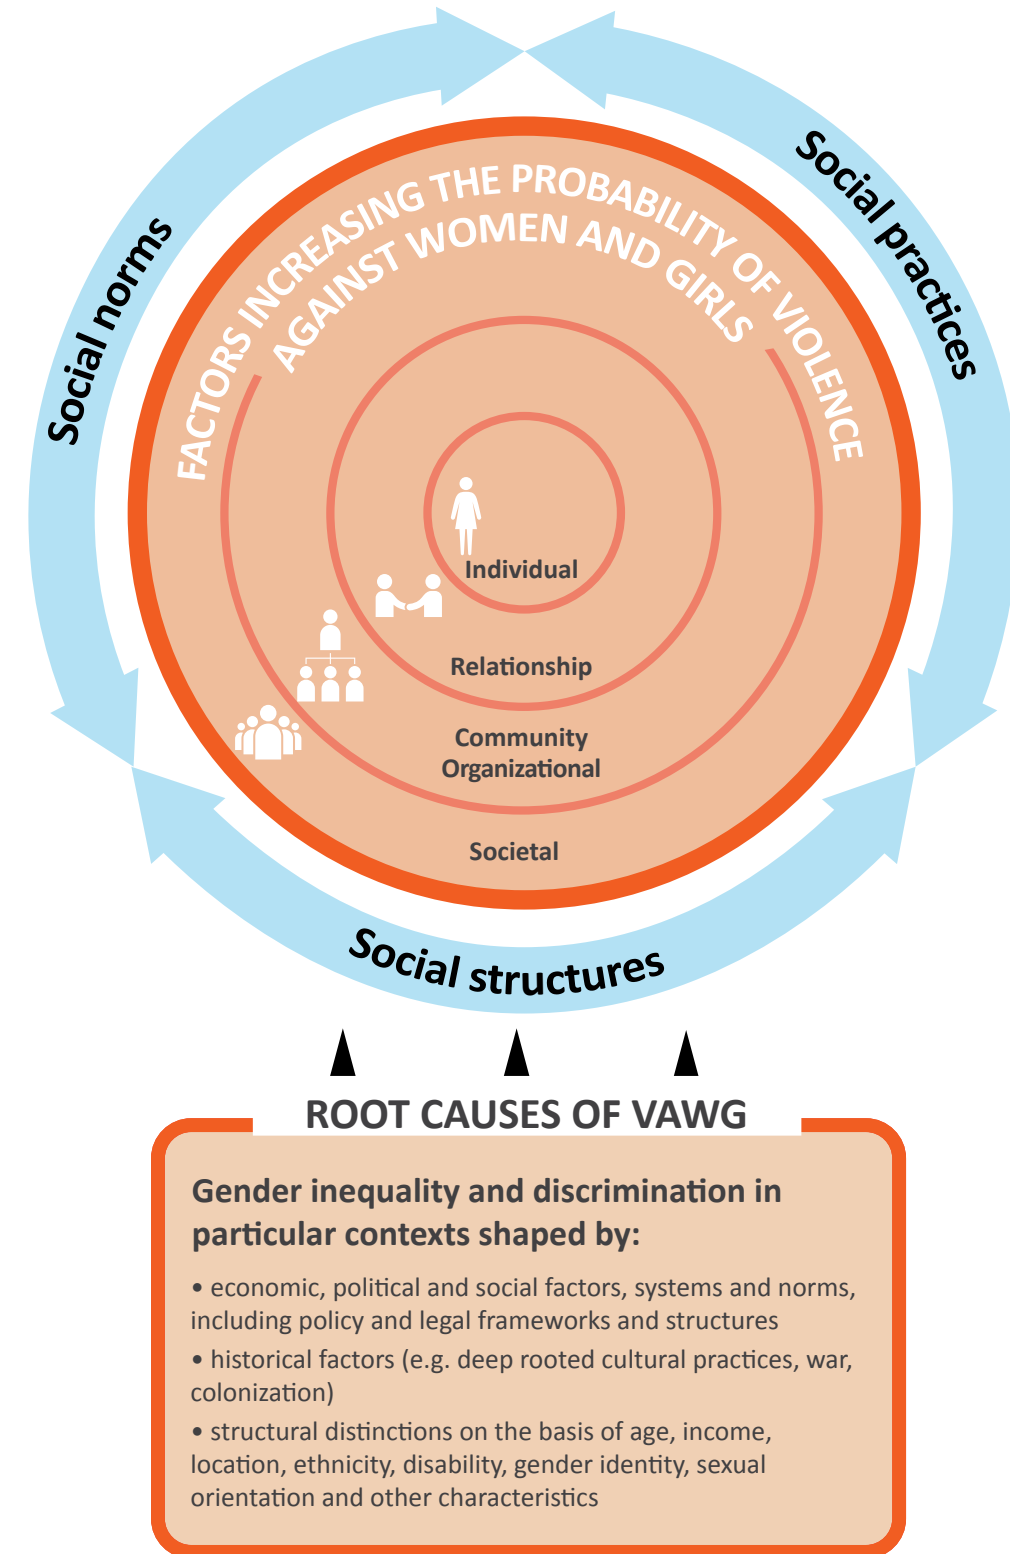 FACTORS INCREASING THE PROBABILITY OF VIOLENCE
AGAINST WOMEN AND GIRLS
Social norms
Social practices
Individual
Relationship
Community
Organizational
Societal
Social structures
ROOT CAUSES OF VAWG
Gender inequality and discrimination in
particular contexts shaped by:
• economic, political and social factors, systems and norms,
including policy and legal frameworks and structures
• historical factors (e.g. deep rooted cultural practices, war,
colonization)
• structural distinctions on the basis of age, income,
location, ethnicity, disability, gender identity, sexual
orientation and other characteristics